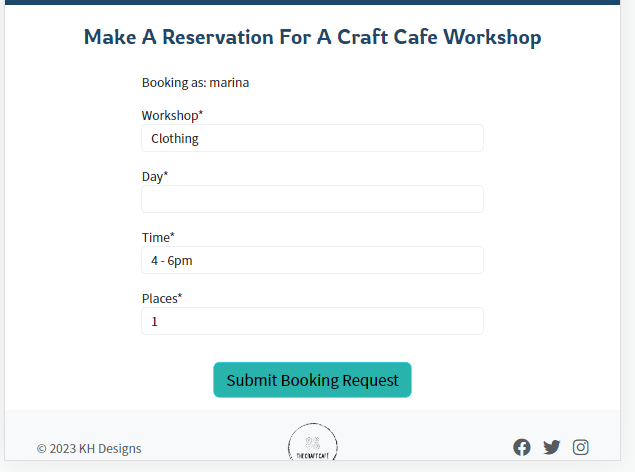 Make A Reservation For A Craft Cafe Workshop
Booking as: marina
Workshop*
Clothing
Day*
Time*
4 - 6pm
Places*
1
Submit Booking Request
© 2023 KH Designs
THE CRAFT CAFE